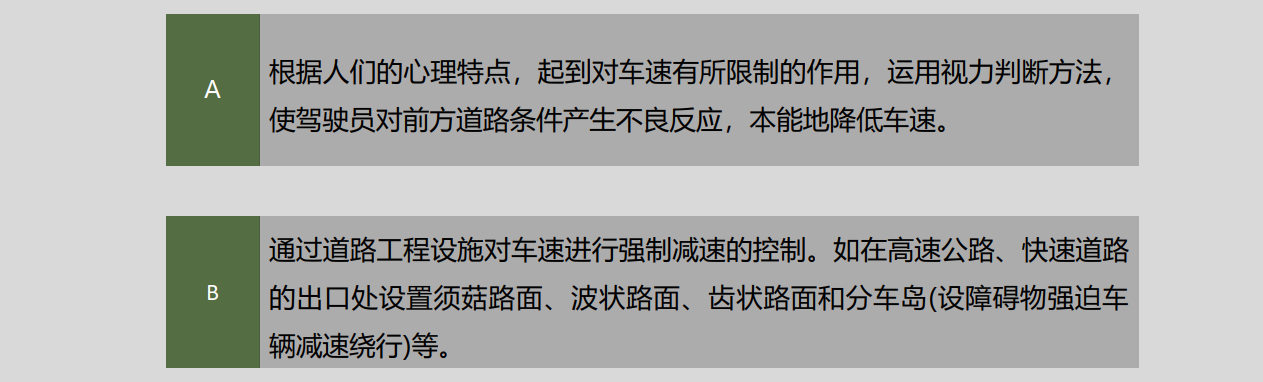 A
根据人们的心理特点，起到对车速有所限制的作用，运用视力判断方法，
使驾驶员对前方道路条件产生不良反应，本能地降低车速。
B
通过道路工程设施对车速进行强制减速的控制。如在高速公路、快速道路
的出口处设置须菇路面、波状路面、齿状路面和分车岛(设障碍物强迫车
辆减速绕行)等。